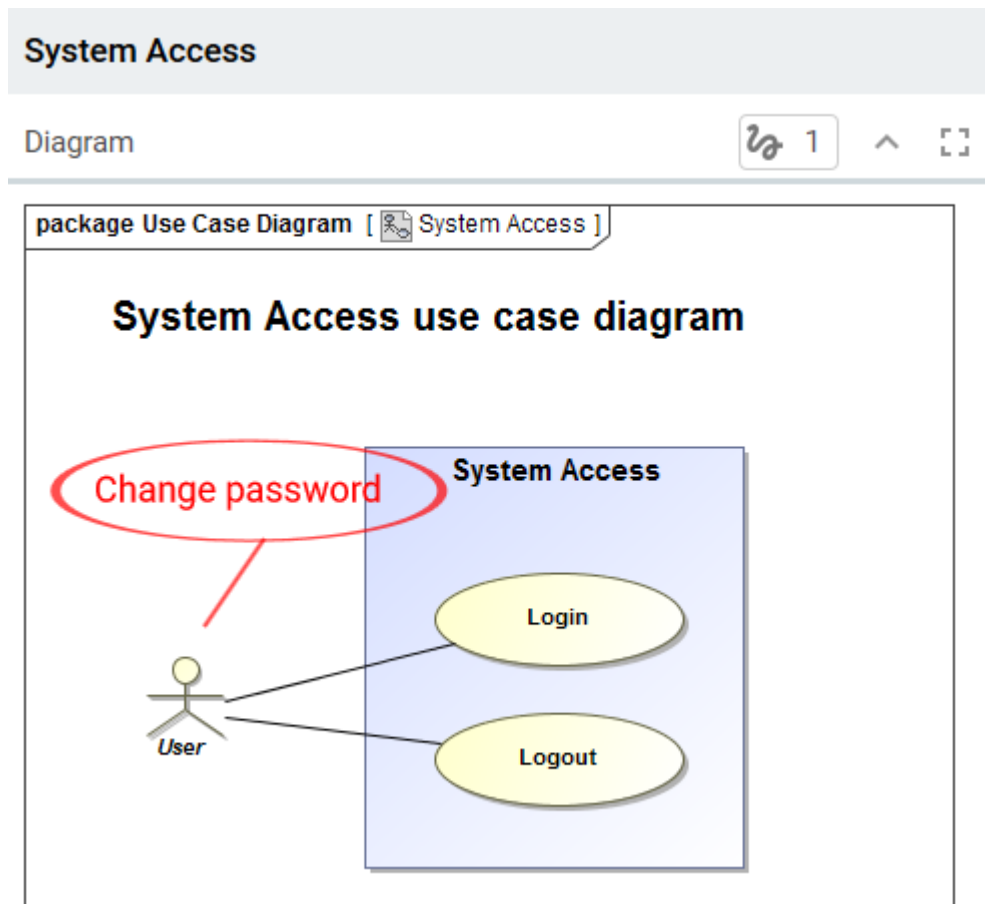 System Access
Diagram 1
package Use Case Diagram [ System Access ]
System Access use case diagram
System Access
Change password
Login
User
Logout